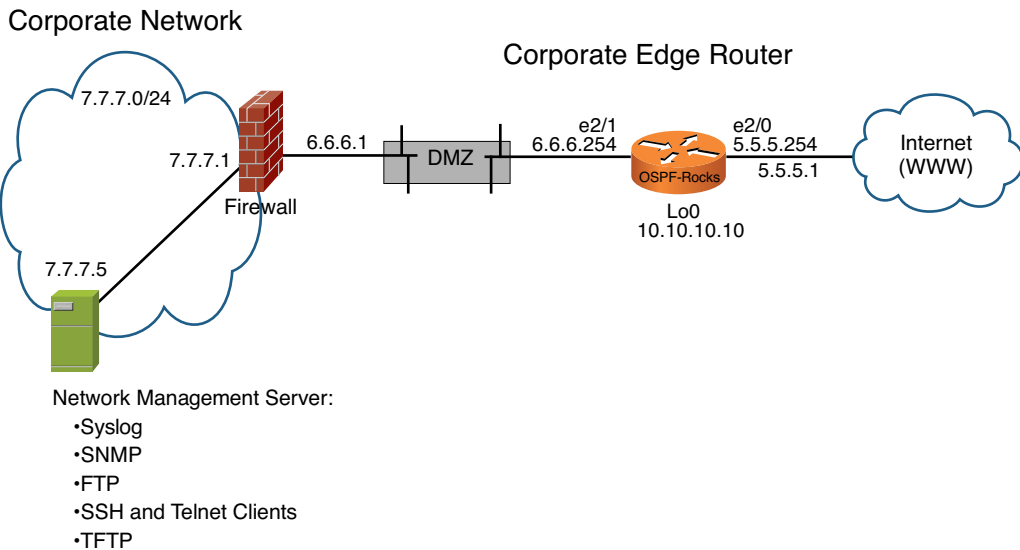 Corporate Network
Corporate Edge Router
7.7.7.0/24
7.7.7.1
Firewall
6.6.6.1
DMZ
e2/1
6.6.6.254
OSPF-Rocks
Lo0
10.10.10.10
e2/0
5.5.5.254
5.5.5.1
Internet
(WWW)
7.7.7.5
Network Management Server:
•Syslog
•SNMP
•FTP
•SSH and Telnet Clients
•TFTP